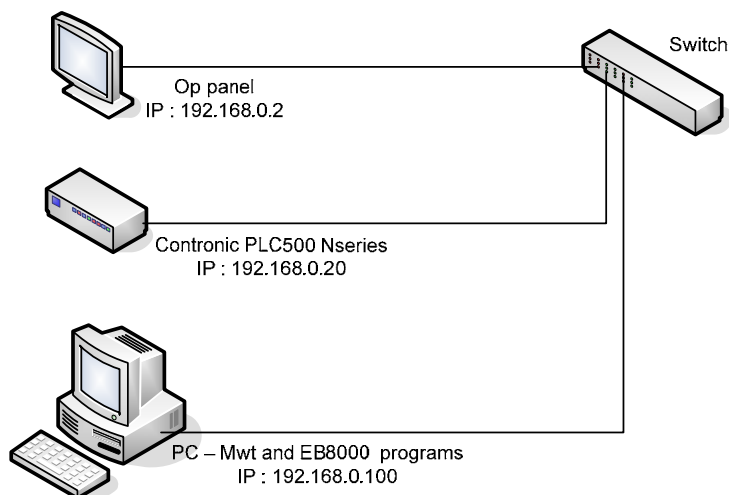 Switch
Op panel
IP : 192.168.0.2
Contronic PLC500 Nseries
IP : 192.168.0.20
PC – Mwt and EB8000 programs
IP : 192.168.0.100